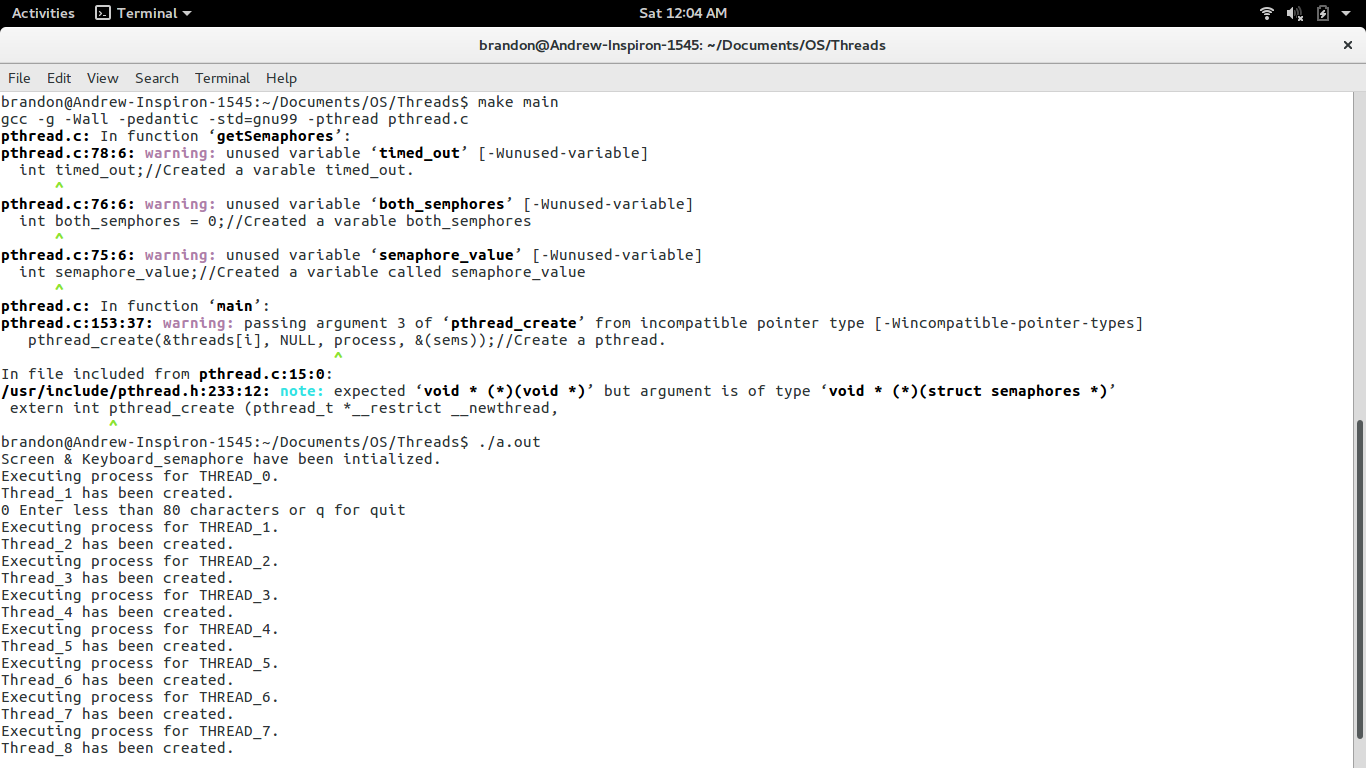 Activities Terminal Sat 12:04 AM
brandon@Andrew-Inspiron-1545: ~/Documents/OS/Threads ×
File Edit View Search Terminal Help
brandon@Andrew-Inspiron-1545:~/Documents/OS/Threads$ make main
gcc -g -Wall -pedantic -std=gnu99 -pthread pthread.c
pthread.c: In function ‘getSemaphores’:
pthread.c:78:6: warning: unused variable ‘timed_out’ [-Wunused-variable]
  int timed_out;//Created a varable timed_out.
      ^
pthread.c:76:6: warning: unused variable ‘both_semphores’ [-Wunused-variable]
  int both_semphores = 0;//Created a varable both_semphores
      ^
pthread.c:75:6: warning: unused variable ‘semaphore_value’ [-Wunused-variable]
  int semaphore_value;//Created a variable called semaphore_value
      ^
pthread.c: In function ‘main’:
pthread.c:153:37: warning: passing argument 3 of ‘pthread_create’ from incompatible pointer type [-Wincompatible-pointer-types]
   pthread_create(&threads[i], NULL, process, &(sems));//Create a pthread.
                                     ^
In file included from pthread.c:15:0:
/usr/include/pthread.h:233:12: note: expected ‘void * (*)(void *)’ but argument is of type ‘void * (*)(struct semaphores *)’
 extern int pthread_create (pthread_t *__restrict __newthread,
            ^
brandon@Andrew-Inspiron-1545:~/Documents/OS/Threads$ ./a.out
Screen & Keyboard_semaphore have been intialized.
Executing process for THREAD_0.
Thread_1 has been created.
0 Enter less than 80 characters or q for quit
Executing process for THREAD_1.
Thread_2 has been created.
Executing process for THREAD_2.
Thread_3 has been created.
Executing process for THREAD_3.
Thread_4 has been created.
Executing process for THREAD_4.
Thread_5 has been created.
Executing process for THREAD_5.
Thread_6 has been created.
Executing process for THREAD_6.
Thread_7 has been created.
Executing process for THREAD_7.
Thread_8 has been created.